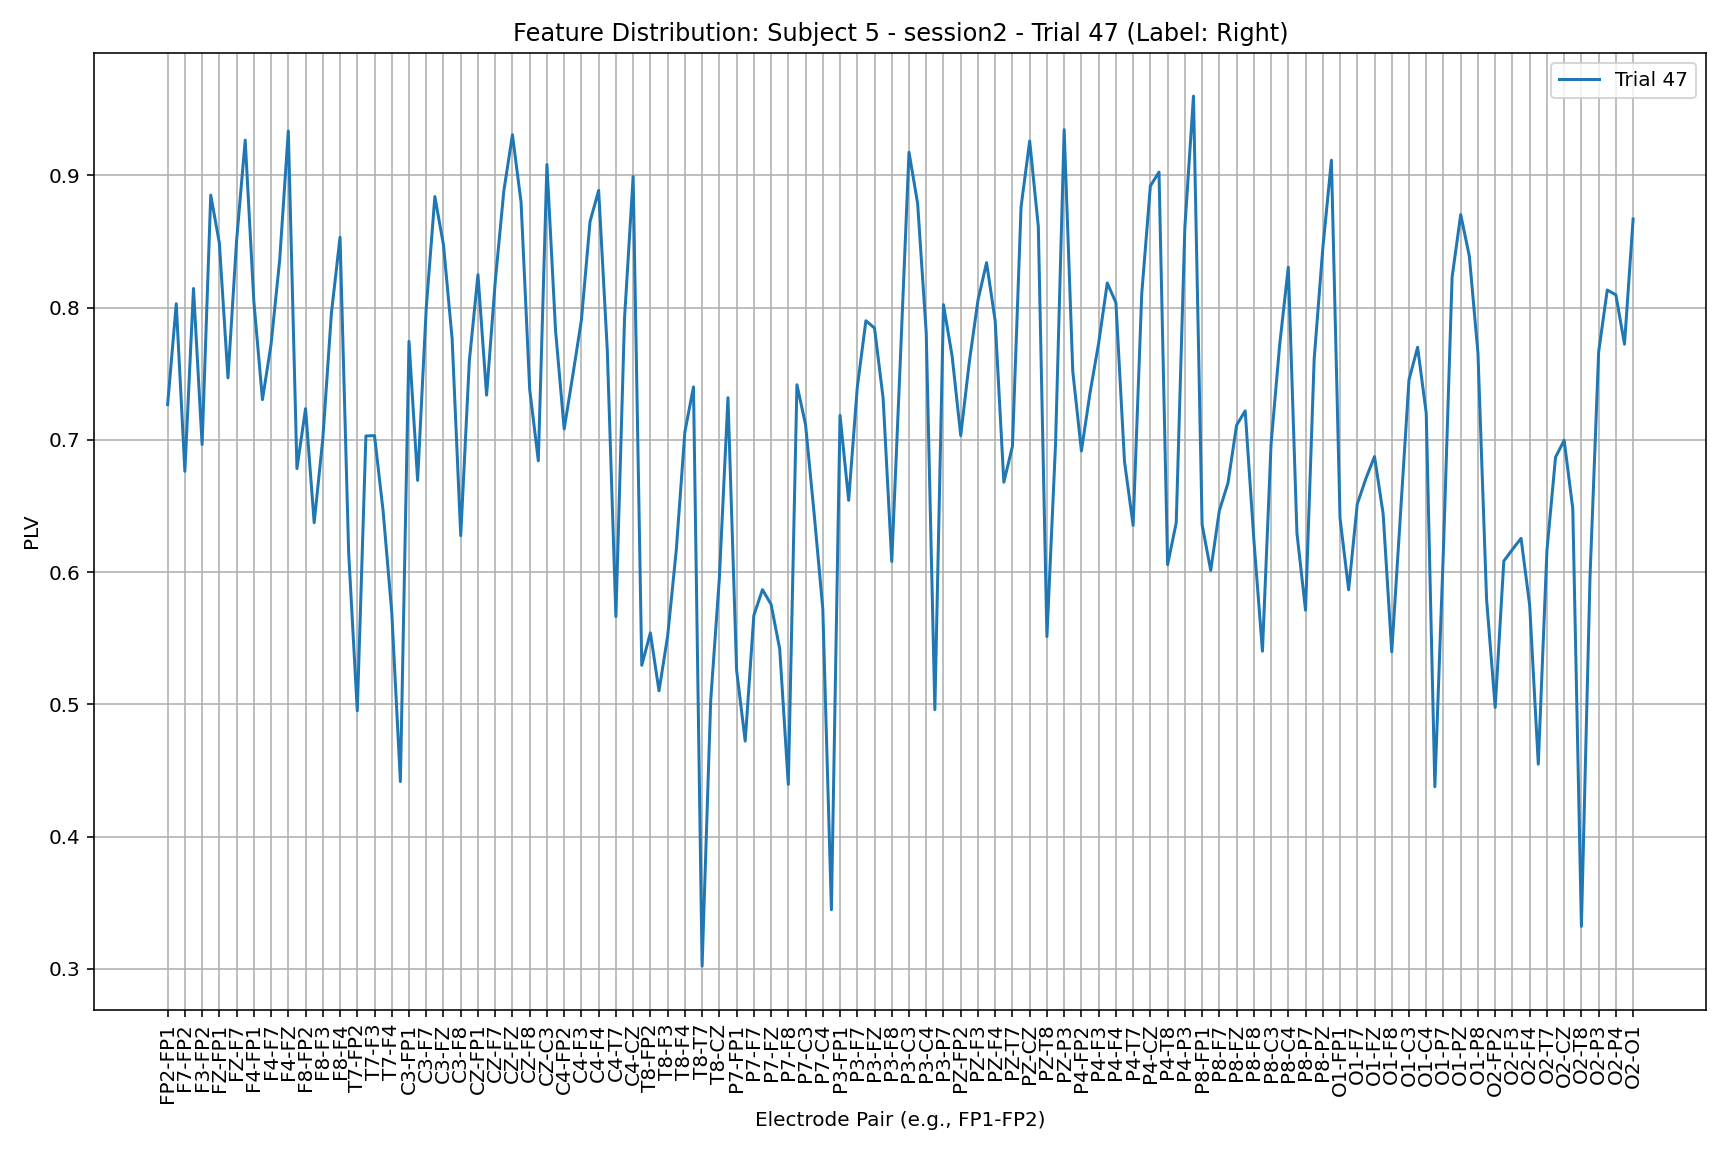 Feature Distribution: Subject 5 - session2 - Trial 47 (Label: Right)
Trial 47
PLV
0.9
0.8
0.7
0.6
0.5
0.4
0.3
FP2-FP1
F7-FP2
F3-FP2
FZ-FP1
FZ-F7
F4-FP1
F4-F7
F4-FZ
F8-FP2
F8-F3
F8-F4
T7-FP2
T7-F3
T7-F4
C3-FP1
C3-F7
C3-FZ
C3-F8
CZ-FP1
CZ-F7
CZ-FZ
CZ-F8
CZ-C3
C4-FP2
C4-F3
C4-F4
C4-T7
C4-CZ
T8-FP2
T8-F3
T8-F4
T8-T7
T8-CZ
P7-FP1
P7-F7
P7-FZ
P7-F8
P7-C3
P7-C4
P3-FP1
P3-F7
P3-FZ
P3-F8
P3-C3
P3-C4
P3-P7
PZ-FP2
PZ-F3
PZ-F4
PZ-T7
PZ-CZ
PZ-T8
PZ-P3
P4-FP2
P4-F3
P4-F4
P4-T7
P4-CZ
P4-T8
P4-P3
P8-FP1
P8-F7
P8-FZ
P8-F8
P8-C3
P8-C4
P8-P7
P8-PZ
O1-FP1
O1-F7
O1-FZ
O1-F8
O1-C3
O1-C4
O1-P7
O1-PZ
O1-P8
O2-FP2
O2-F3
O2-F4
O2-T7
O2-CZ
O2-T8
O2-P3
O2-P4
O2-O1
Electrode Pair (e.g., FP1-FP2)